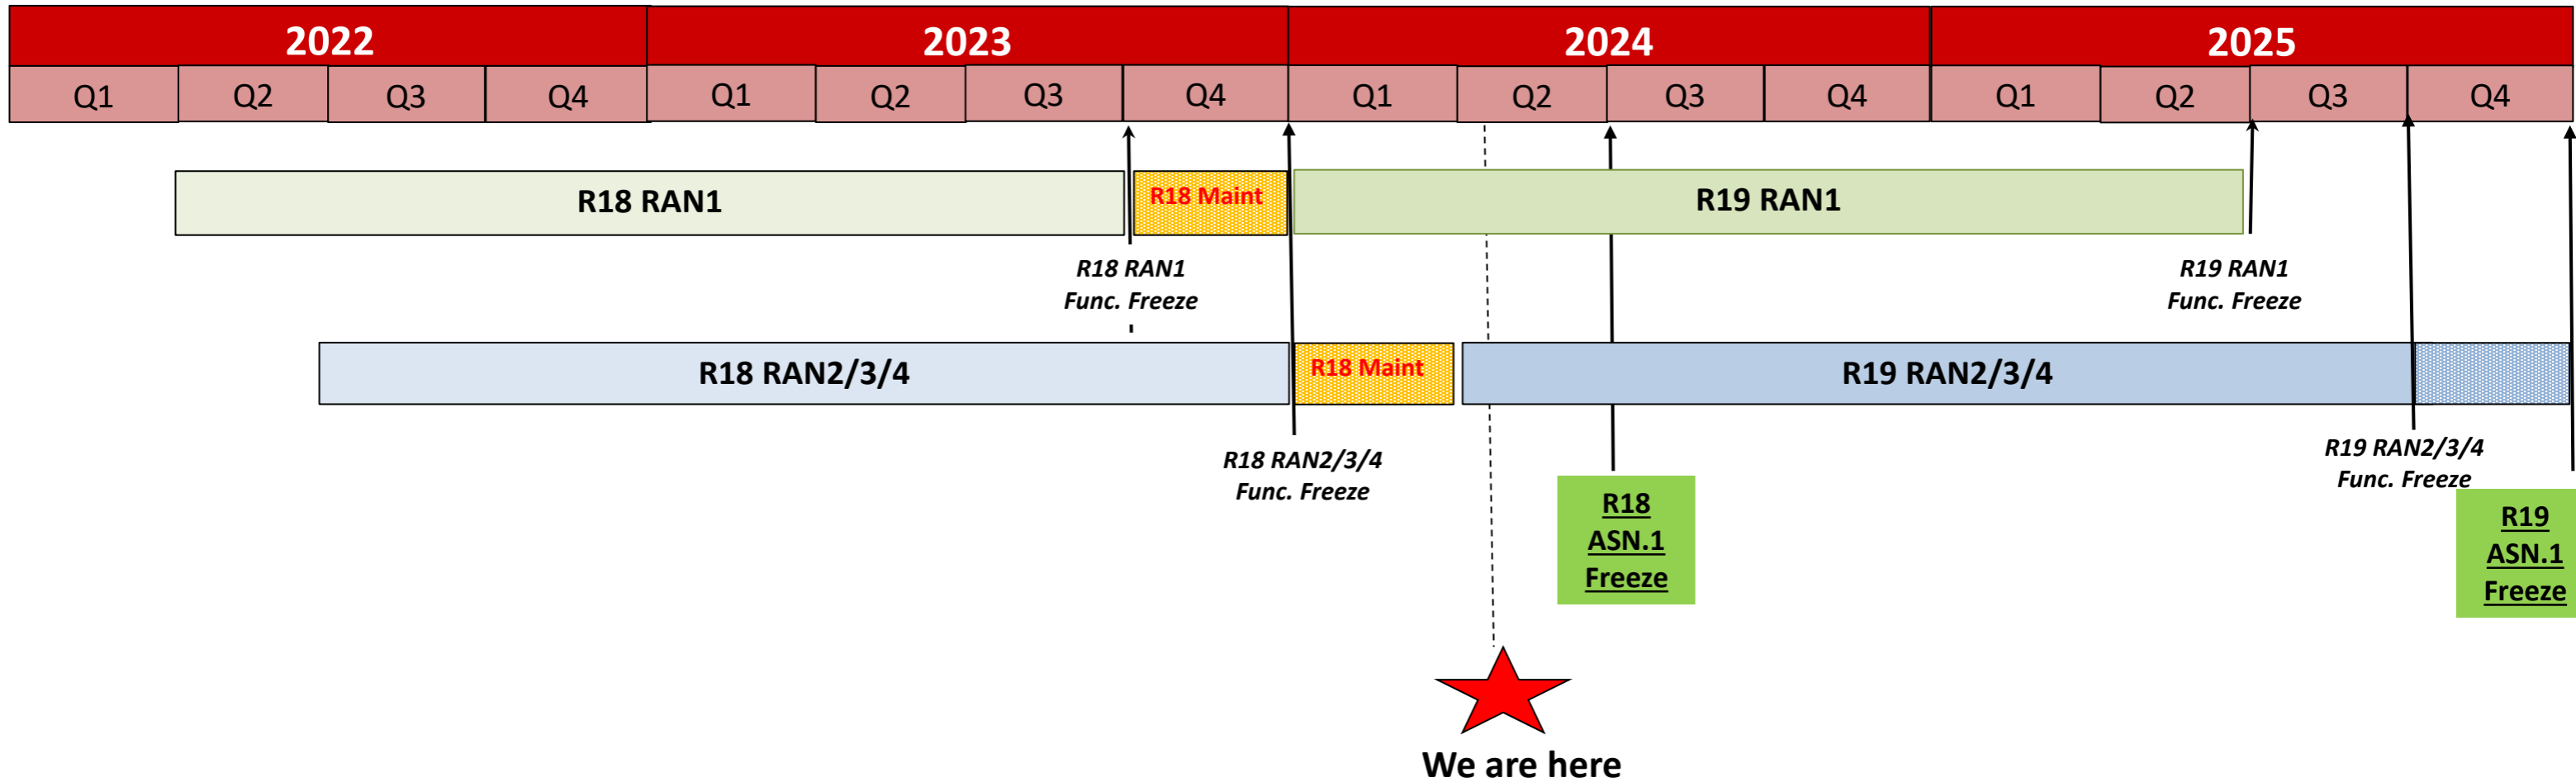 2022 2023 2024 2025
Q1 Q2 Q3 Q4 Q1 Q2 Q3 Q4 Q1 Q2 Q3 Q4 Q1 Q2 Q3 Q4
R18 RAN1 R18 Maint R19 RAN1
R18 RAN1
Func. Freeze
R19 RAN1
Func. Freeze
R18 RAN2/3/4 R18 Maint R19 RAN2/3/4
R18 RAN2/3/4
Func. Freeze
R19 RAN2/3/4
Func. Freeze
R18
ASN.1
Freeze
R19
ASN.1
Freeze
We are here